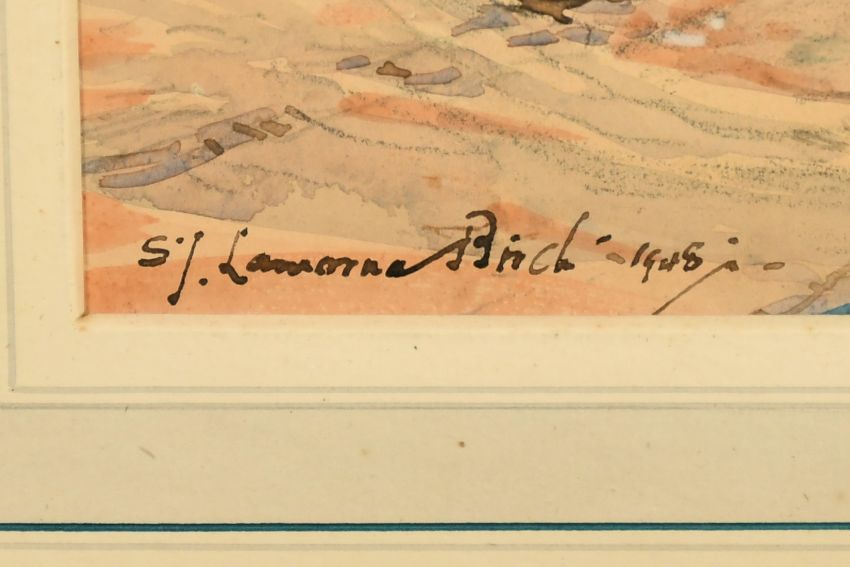 S. J. Lamorna Birch - 1948 -